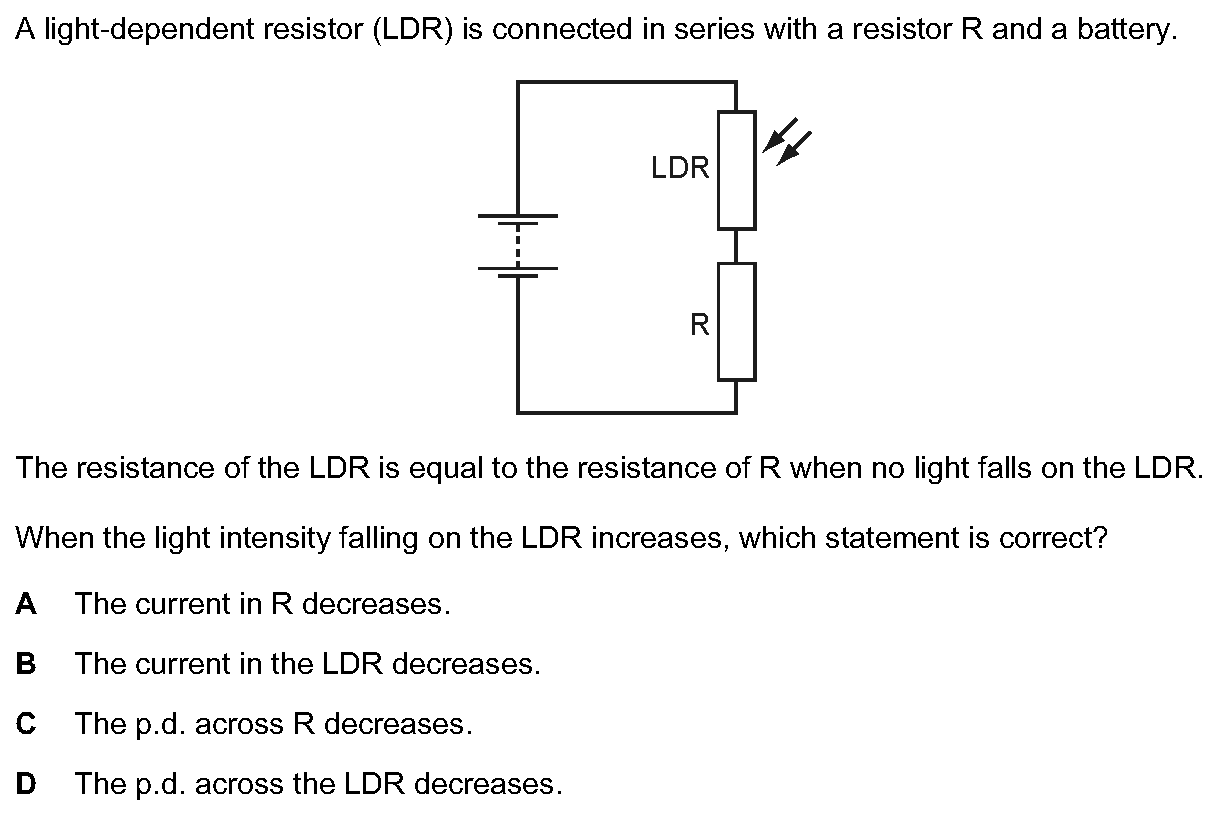 A light-dependent resistor (LDR) is connected in series with a resistor R and a battery.
LDR
R
The resistance of the LDR is equal to the resistance of R when no light falls on the LDR.
When the light intensity falling on the LDR increases, which statement is correct?
A The current in R decreases.
B The current in the LDR decreases.
C The p.d. across R decreases.
D The p.d. across the LDR decreases.